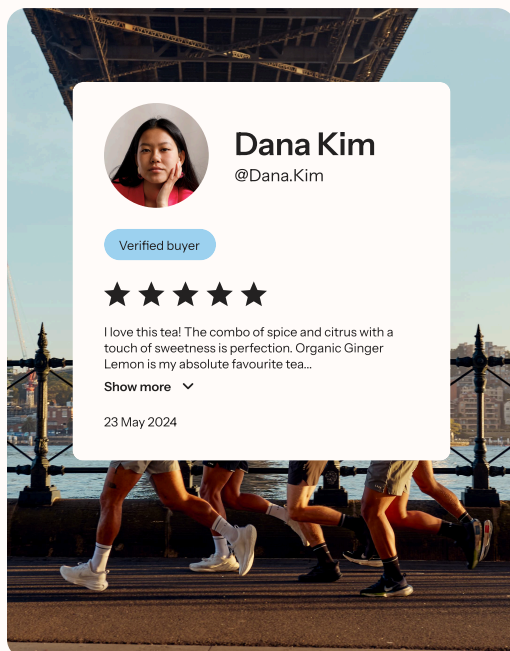 Dana Kim
@Dana.Kim
Verified buyer
I love this tea! The combo of spice and citrus with a
touch of sweetness is perfection. Organic Ginger
Lemon is my absolute favourite tea...
Show more
23 May 2024